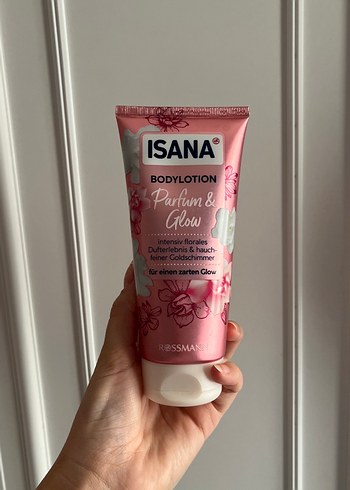 ISANA
BODYLOTION
Parfum &
Glow
intensiv florales
Dufterlebnis & hauch-
feiner Goldschimmer
für einen zarten Glow
ROSSMANN